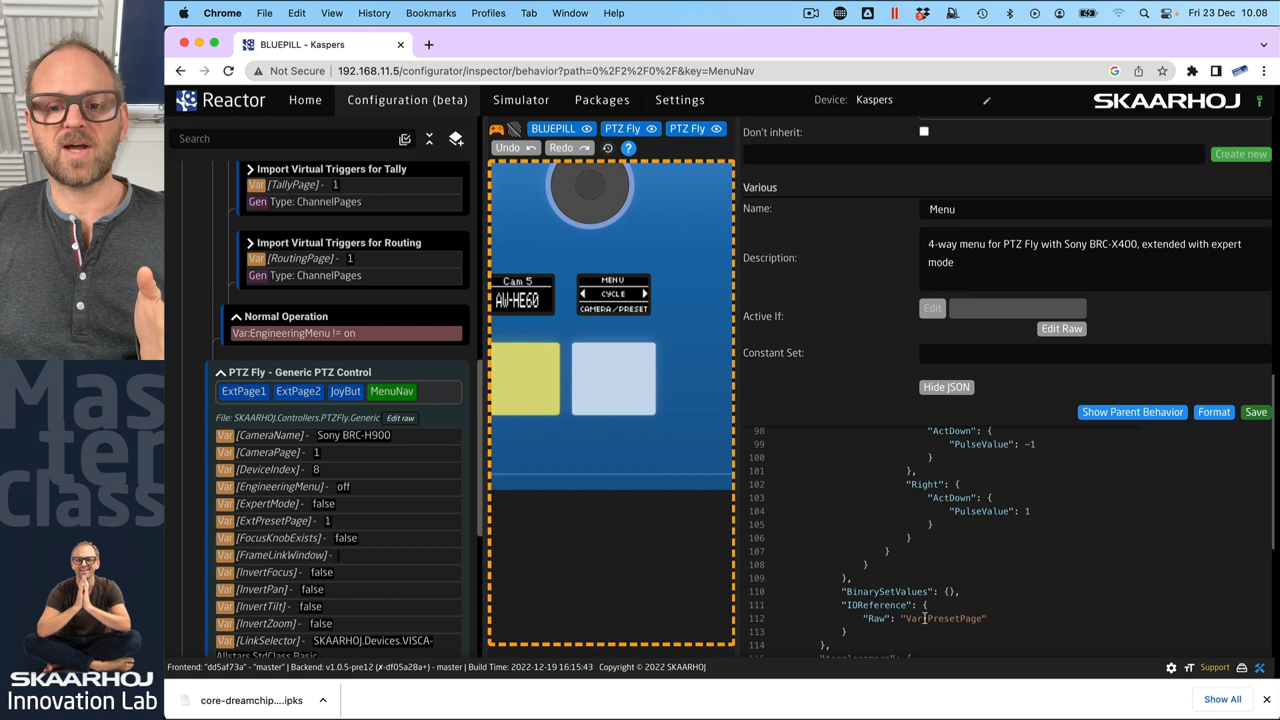 Chrome File Edit View History Bookmarks Profiles Tab Window Help Fri 23 Dec 10.08
BLUEPILL - Kaspers
Not Secure 192.168.11.5/configurator/inspector/behavior?path=0%2F2%2F0%2F&key=MenuNav
Reactor Home Configuration (beta) Simulator Packages Settings Device: Kaspers SKAARHOJ
Search
BLUEPILL PTZ Fly PTZ Fly
Undo Redo ?
Import Virtual Triggers for Tally
Var [TallyPage] - 1
Gen Type: ChannelPages
Import Virtual Triggers for Routing
Var [RoutingPage] - 1
Gen Type: ChannelPages
Normal Operation
Var:EngineeringMenu != on
PTZ Fly - Generic PTZ Control
ExtPage1 ExtPage2 JoyBut MenuNav
File: SKAARHOJ.Controllers.PTZFly.Generic Edit raw
Var [CameraName] - Sony BRC-H900
Var [CameraPage] - 1
Var [DeviceIndex] - 8
Var [EngineeringMenu] - off
Var [ExpertMode] - false
Var [ExtPresetPage] - 1
Var [FocusKnobExists] - false
Var [FrameLinkWindow] -
Var [InvertFocus] - false
Var [InvertPan] - false
Var [InvertTilt] - false
Var [InvertZoom] - false
Var [LinkSelector] - SKAARHOJ.Devices.VISCA-
Allstars.StdClass.Basic
Cam 5
AW-HE60
MENU
CYCLE
CAMERA/PRESET
Don't inherit:
Create new
Various
Name: Menu
Description: 4-way menu for PTZ Fly with Sony BRC-X400, extended with expert
mode
Active If: Edit
Edit Raw
Constant Set:
Hide JSON
Show Parent Behavior Format Save
98 "ActDown": {
99 "PulseValue": -1
100 }
101 },
102 "Right": {
103 "ActDown": {
104 "PulseValue": 1
105 }
106 }
107 }
108 }
109 },
110 "BinarySetValues": {},
111 "IOReference": {
112 "Raw": "Var:PresetPage"
113 }
114 },
Frontend: "dd5af73a" - "master" | Backend: v1.0.5-pre12 (✗-df05a28a+) - master | Build Time: 2022-12-19 16:15:43 Copyright © 2022 SKAARHOJ
Support
core-dreamchip....ipks
Show All
Master
class
SKAARHOJ
Innovation Lab